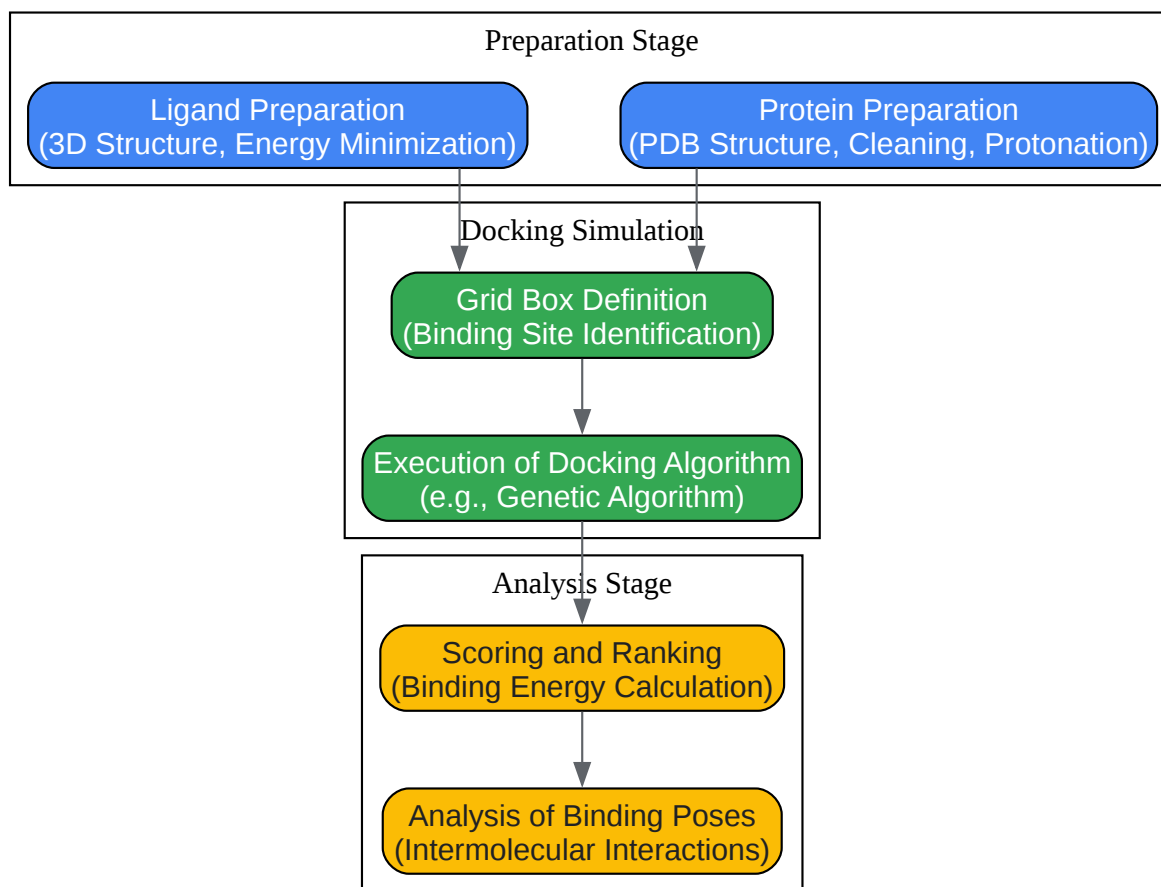 Preparation Stage
Ligand Preparation
(3D Structure, Energy Minimization)
Protein Preparation
(PDB Structure, Cleaning, Protonation)
Docking Simulation
Grid Box Definition
(Binding Site Identification)
Execution of Docking Algorithm
(e.g., Genetic Algorithm)
Analysis Stage
Scoring and Ranking
(Binding Energy Calculation)
Analysis of Binding Poses
(Intermolecular Interactions)